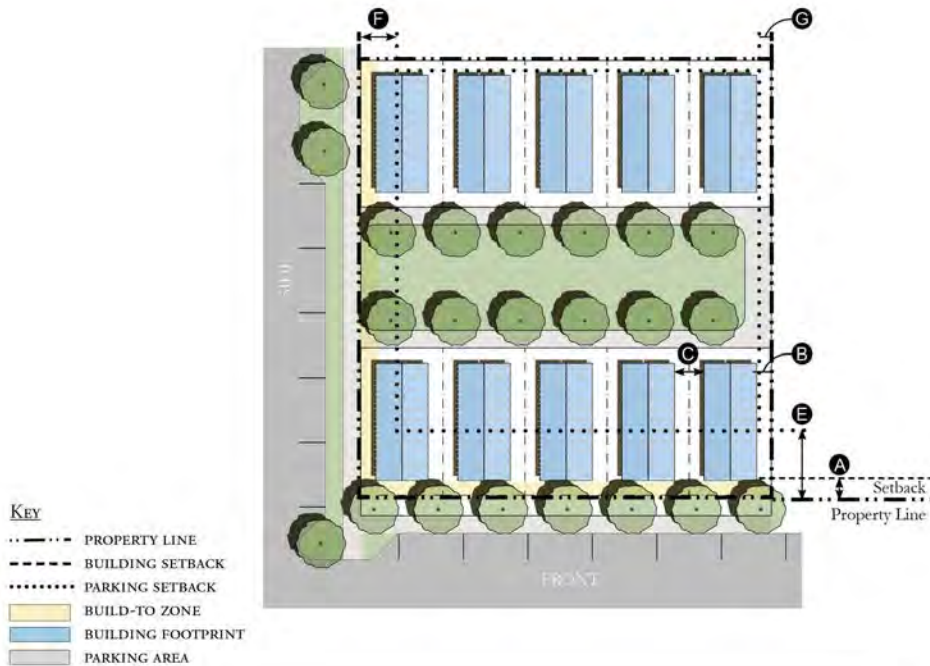 F
G
SIDE
C
B
E
A
Setback
Property Line
FRONT
KEY
PROPERTY LINE
BUILDING SETBACK
PARKING SETBACK
BUILD-TO ZONE
BUILDING FOOTPRINT
PARKING AREA